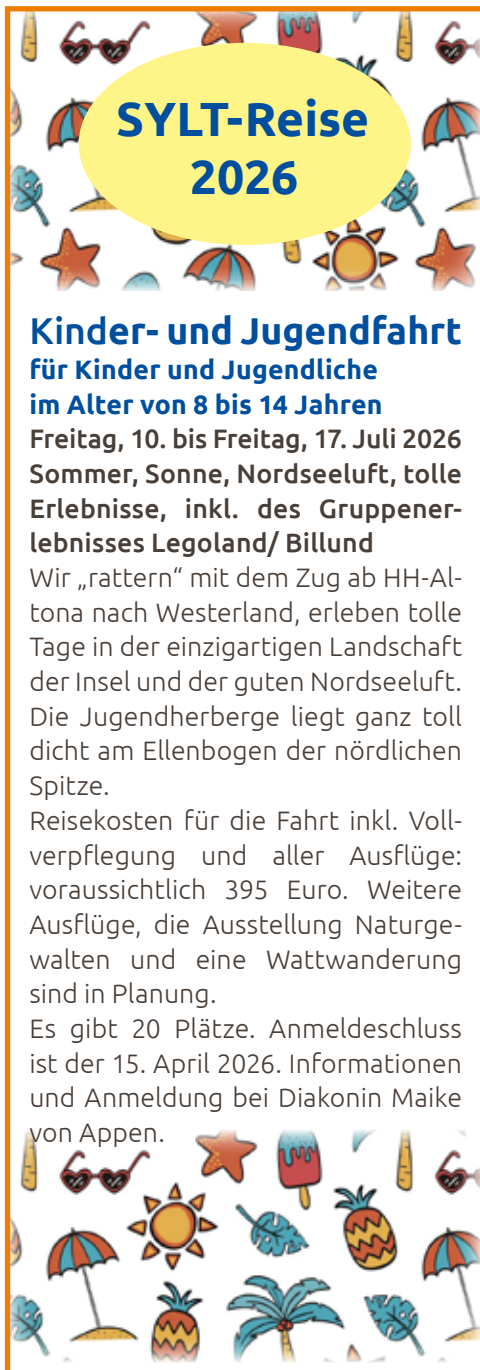 SYLT-Reise
2026
Kinder- und Jugendfahrt
für Kinder und Jugendliche
im Alter von 8 bis 14 Jahren
Freitag, 10. bis Freitag, 17. Juli 2026
Sommer, Sonne, Nordseeluft, tolle
Erlebnisse, inkl. des Gruppener-
lebnisses Legoland/ Billund
Wir „rattern“ mit dem Zug ab HH-Al-
tona nach Westerland, erleben tolle
Tage in der einzigartigen Landschaft
der Insel und der guten Nordseeluft.
Die Jugendherberge liegt ganz toll
dicht am Ellenbogen der nördlichen
Spitze.
Reisekosten für die Fahrt inkl. Voll-
verpflegung und aller Ausflüge:
voraussichtlich 395 Euro. Weitere
Ausflüge, die Ausstellung Naturge-
walten und eine Wattwanderung
sind in Planung.
Es gibt 20 Plätze. Anmeldeschluss
ist der 15. April 2026. Informationen
und Anmeldung bei Diakonin Maike
von Appen.